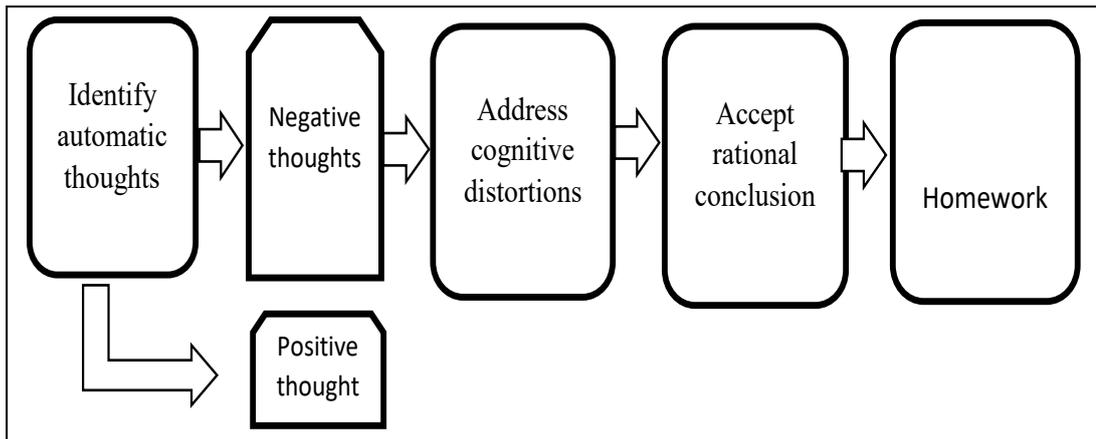 Identify
automatic
thoughts
Negative
thoughts
Address
cognitive
distortions
Accept
rational
conclusion
Homework
Positive
thought